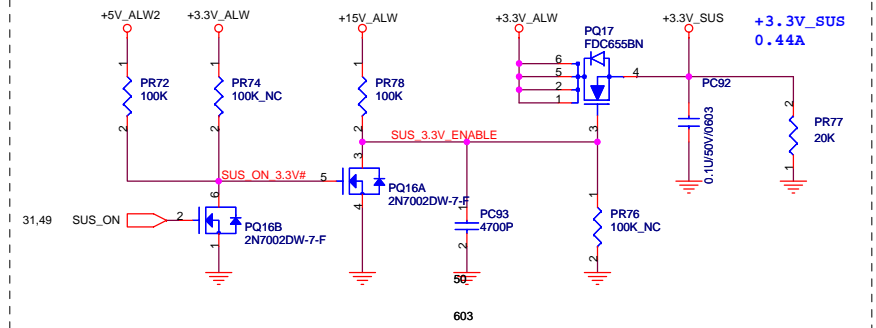 +5V_ALW2
+3.3V_ALW
+15V_ALW
+3.3V_ALW
+3.3V_SUS
+3.3V_SUS
0.44A
PQ17
FDC655BN
6
5
2
1
4
3
1
PR72
100K
2
1
PR74
100K_NC
2
1
PR78
100K
2
PC92
0.1U/50V/0603
2
PR77
20K
1
SUS_3.3V_ENABLE
SUS_ON_3.3V#
5
3
PQ16A
2N7002DW-7-F
4
31,49
SUS_ON
2
6
PQ16B
2N7002DW-7-F
1
1
PC93
4700P
2
50
603
1
PR76
100K_NC
2